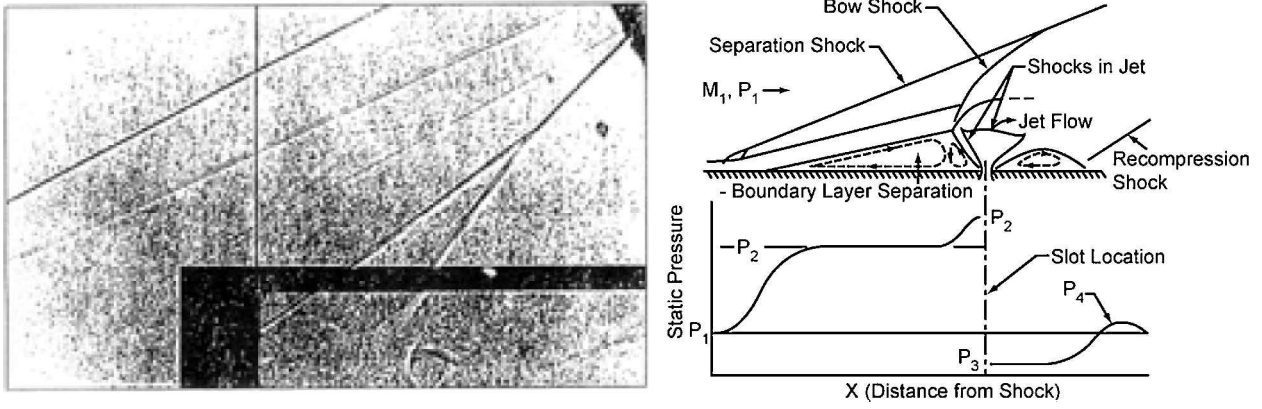 Bow Shock
Separation Shock
Shocks in Jet
M1, P1
Jet Flow
Recompression
Shock
- Boundary Layer Separation
P2
P2
Slot Location
P4
Static Pressure
P1
P3
X (Distance from Shock)